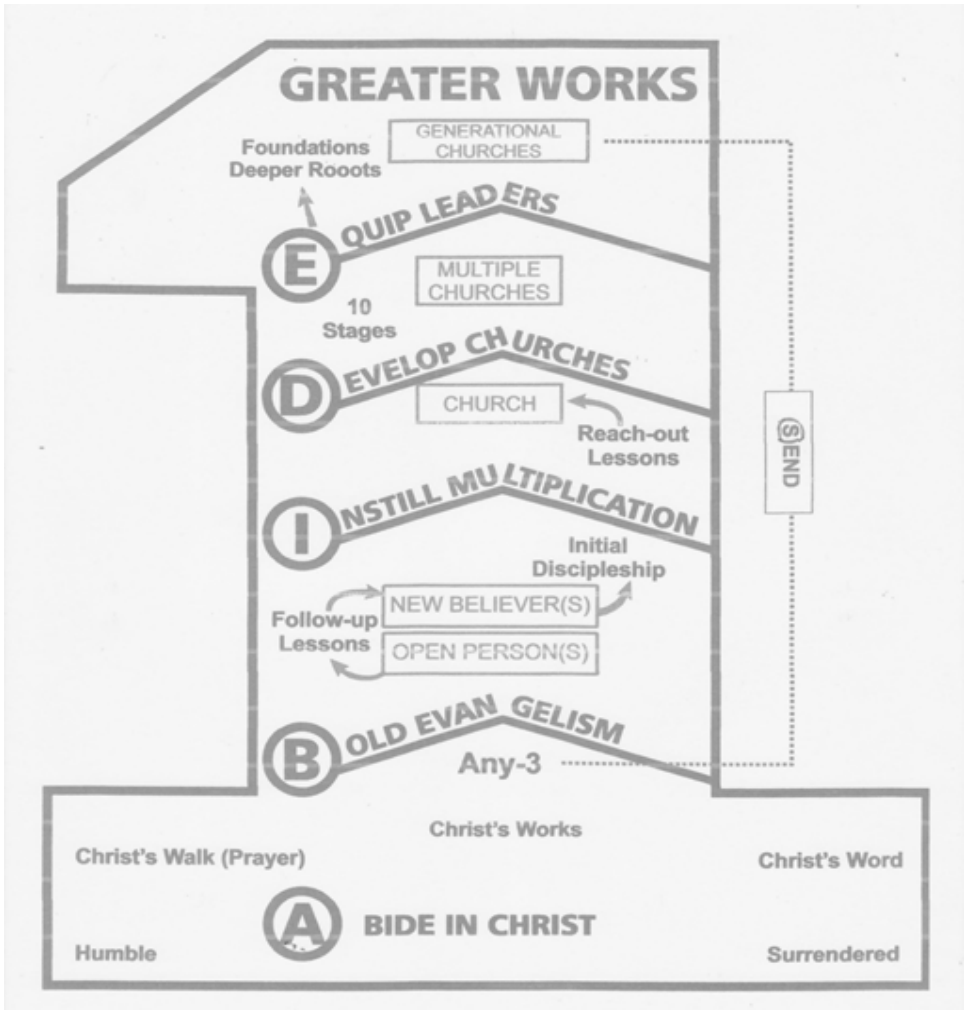 GREATER WORKS
GENERATIONAL
CHURCHES
Foundations
Deeper Rooots
EQUIP LEADERS
MULTIPLE
CHURCHES
10
Stages
DEVELOP CHURCHES
CHURCH
Reach-out
Lessons
SEND
INSTILL MULTIPLICATION
Initial
Discipleship
NEW BELIEVER(S)
Follow-up
Lessons
OPEN PERSON(S)
BOLD EVANGELISM
Any-3
Christ's Works
Christ's Walk (Prayer)
Christ's Word
ABIDE IN CHRIST
Humble
Surrendered